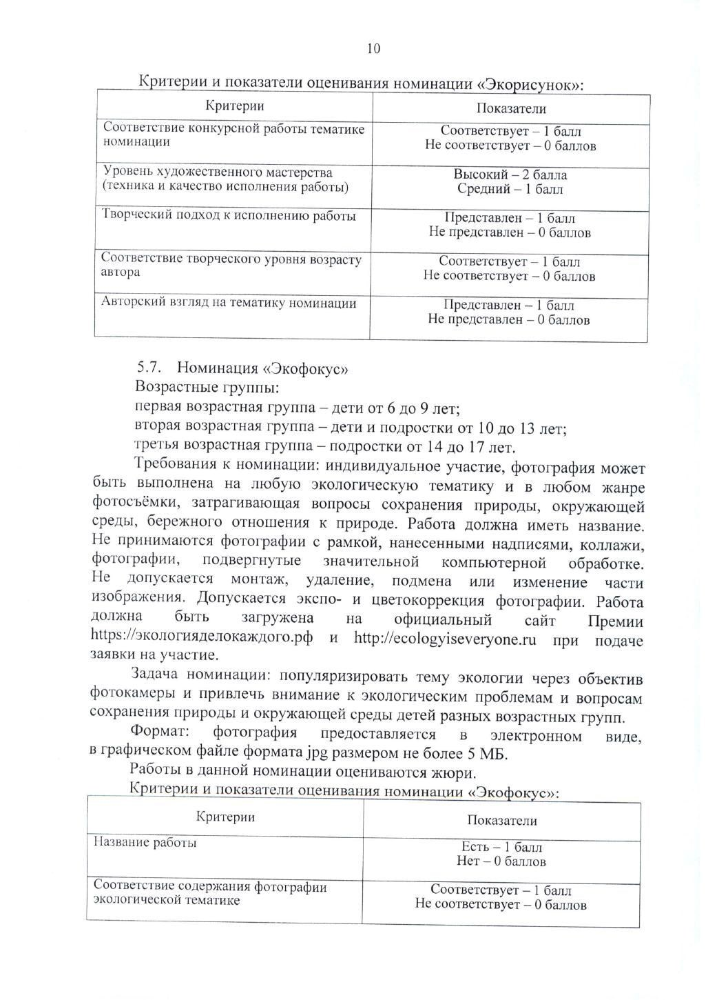 10
Критерии и показатели оценивания номинации «Экорисунок»:
Критерии
Показатели
Соответствие конкурсной работы тематике
номинации
Соответствует – 1 балл
Не соответствует – 0 баллов
Уровень художественного мастерства
(техника и качество исполнения работы)
Высокий – 2 балла
Средний – 1 балл
Творческий подход к исполнению работы
Представлен – 1 балл
Не представлен – 0 баллов
Соответствие творческого уровня возрасту
автора
Соответствует – 1 балл
Не соответствует – 0 баллов
Авторский взгляд на тематику номинации
Представлен – 1 балл
Не представлен – 0 баллов
5.7. Номинация «Экофокус»
Возрастные группы:
первая возрастная группа – дети от 6 до 9 лет;
вторая возрастная группа – дети и подростки от 10 до 13 лет;
третья возрастная группа – подростки от 14 до 17 лет.
Требования к номинации: индивидуальное участие, фотография может
быть выполнена на любую экологическую тематику и в любом жанре
фотосъёмки, затрагивающая вопросы сохранения природы, окружающей
среды, бережного отношения к природе. Работа должна иметь название.
Не принимаются фотографии с рамкой, нанесенными надписями, коллажи,
фотографии, подвергнутые значительной компьютерной обработке.
Не допускается монтаж, удаление, подмена или изменение части
изображения. Допускается экспо- и цветокоррекция фотографии. Работа
должна быть загружена на официальный сайт Премии
https://экологияделокаждого.рф и http://ecologyiseveryone.ru при подаче
заявки на участие.
Задача номинации: популяризировать тему экологии через объектив
фотокамеры и привлечь внимание к экологическим проблемам и вопросам
сохранения природы и окружающей среды детей разных возрастных групп.
Формат: фотография предоставляется в электронном виде,
в графическом файле формата jpg размером не более 5 МБ.
Работы в данной номинации оцениваются жюри.
Критерии и показатели оценивания номинации «Экофокус»:
Критерии
Показатели
Название работы
Есть – 1 балл
Нет – 0 баллов
Соответствие содержания фотографии
экологической тематике
Соответствует – 1 балл
Не соответствует – 0 баллов